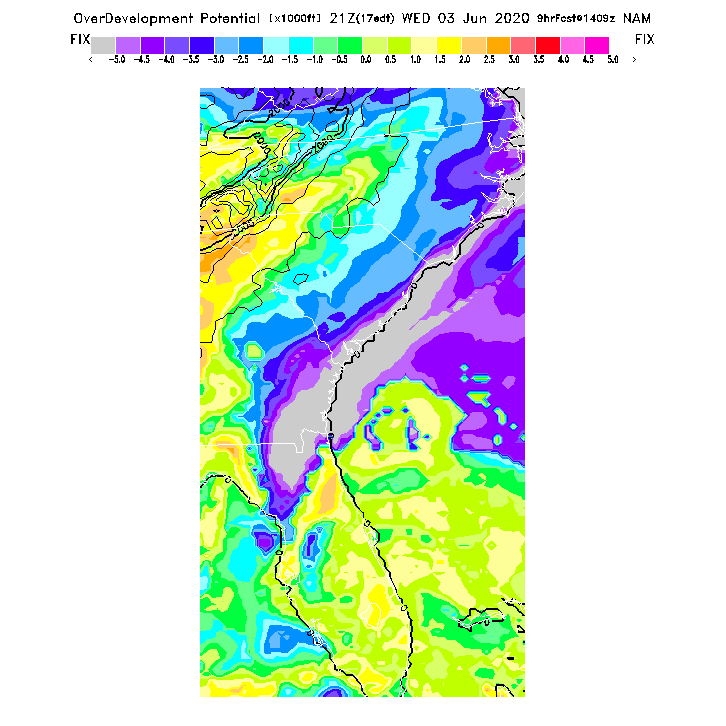 OverDevelopment Potential [x1000ft] 21Z(17edt) WED 03 Jun 2020 9hrFcst@1409z NAM
FIX FIX
< -5.0 -4.5 -4.0 -3.5 -3.0 -2.5 -2.0 -1.5 -1.0 -0.5 0.0 0.5 1.0 1.5 2.0 2.5 3.0 3.5 4.0 4.5 5.0 >